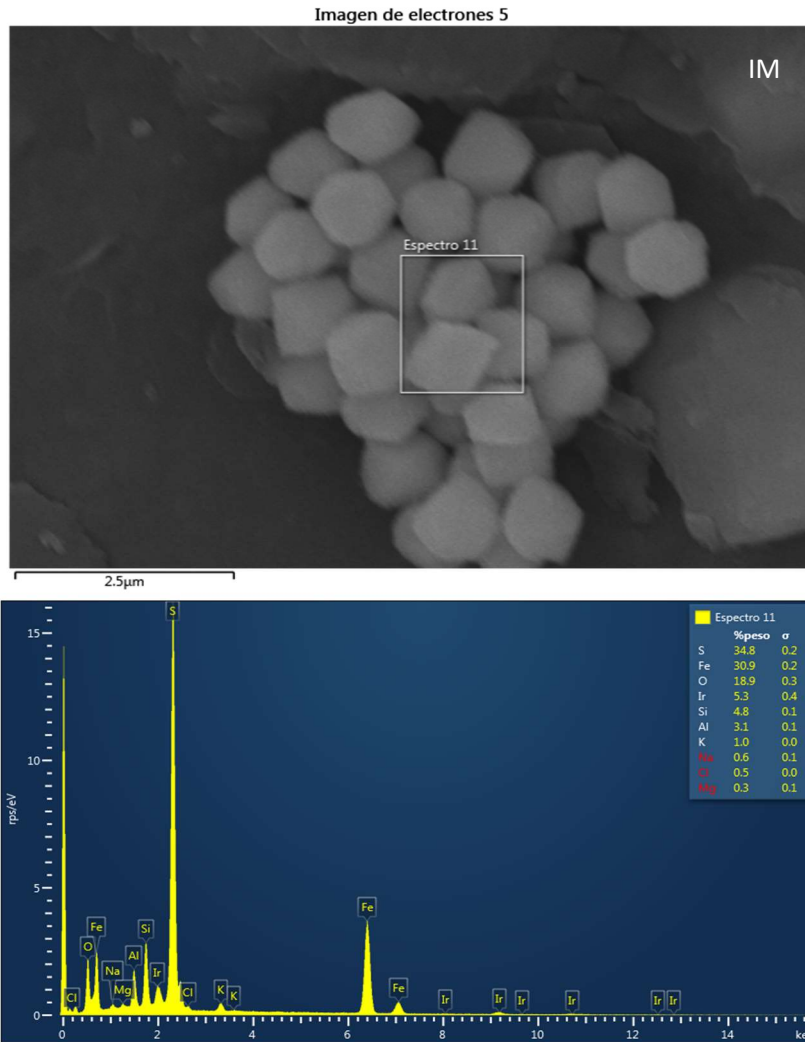 Imagen de electrones 5
IM
Espectro 11
2.5µm
S
15
10
5
0
rps/eV
Cl
O
Fe
Na
Mg
Al
Si
Ir
Cl
K
K
Fe
Fe
Ir
Ir
Ir
Ir
Ir
Ir
0 2 4 6 8 10 12 14 ke
Espectro 11
%peso σ
S 34.8 0.2
Fe 30.9 0.2
O 18.9 0.3
Ir 5.3 0.4
Si 4.8 0.1
Al 3.1 0.1
K 1.0 0.0
Na 0.6 0.1
Cl 0.5 0.0
Mg 0.3 0.1